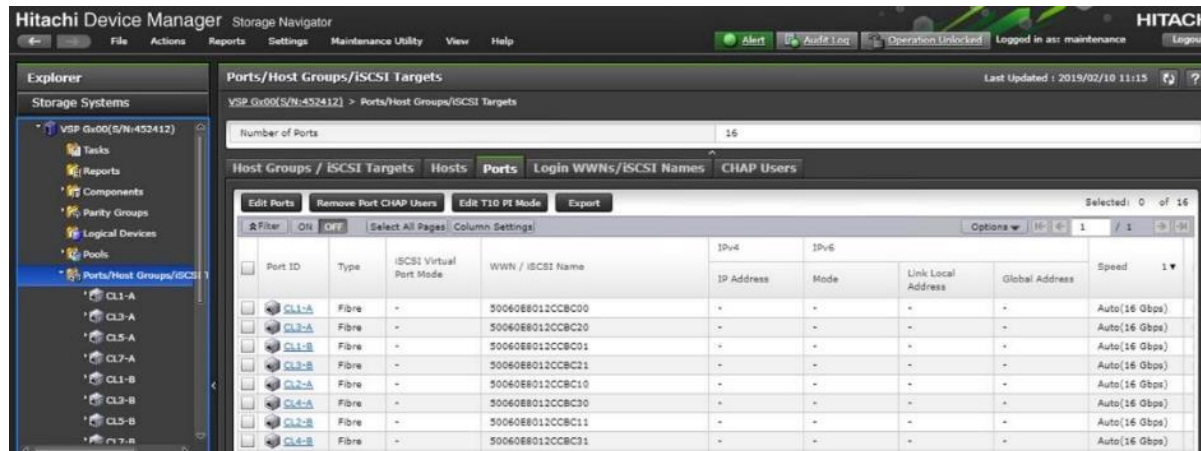 Hitachi Device Manager Storage Navigator
HITACH
File Actions Reports Settings Maintenance Utility View Help
Alert Audit Log Operation Unlocked Logged in as: maintenance Logou
Explorer
Storage Systems
VSP Gx00(S/N:452412)
Tasks
Reports
Components
Parity Groups
Logical Devices
Pools
Ports/Host Groups/iSCSI T
CL1-A
CL3-A
CL5-A
CL7-A
CL1-B
CL3-B
CL5-B
CL7-B
Ports/Host Groups/iSCSI Targets
Last Updated : 2019/02/10 11:15 ?
VSP Gx00(S/N:452412) > Ports/Host Groups/iSCSI Targets
Number of Ports 16
Host Groups / iSCSI Targets Hosts Ports Login WWNs/iSCSI Names CHAP Users
Edit Ports Remove Port CHAP Users Edit T10 PI Mode Export Selected: 0 of 16
Filter ON OFF Select All Pages Column Settings Options 1 / 1
Port ID Type iSCSI Virtual Port Mode WWN / iSCSI Name IPv4 IP Address IPv6 Mode Link Local Address Global Address Speed 1
CL1-A Fibre - 50060E8012CCBC00 - - - - Auto(16 Gbps)
CL3-A Fibre - 50060E8012CCBC20 - - - - Auto(16 Gbps)
CL1-B Fibre - 50060E8012CCBC01 - - - - Auto(16 Gbps)
CL3-B Fibre - 50060E8012CCBC21 - - - - Auto(16 Gbps)
CL2-A Fibre - 50060E8012CCBC10 - - - - Auto(16 Gbps)
CL4-A Fibre - 50060E8012CCBC30 - - - - Auto(16 Gbps)
CL2-B Fibre - 50060E8012CCBC11 - - - - Auto(16 Gbps)
CL4-B Fibre - 50060E8012CCBC31 - - - - Auto(16 Gbps)